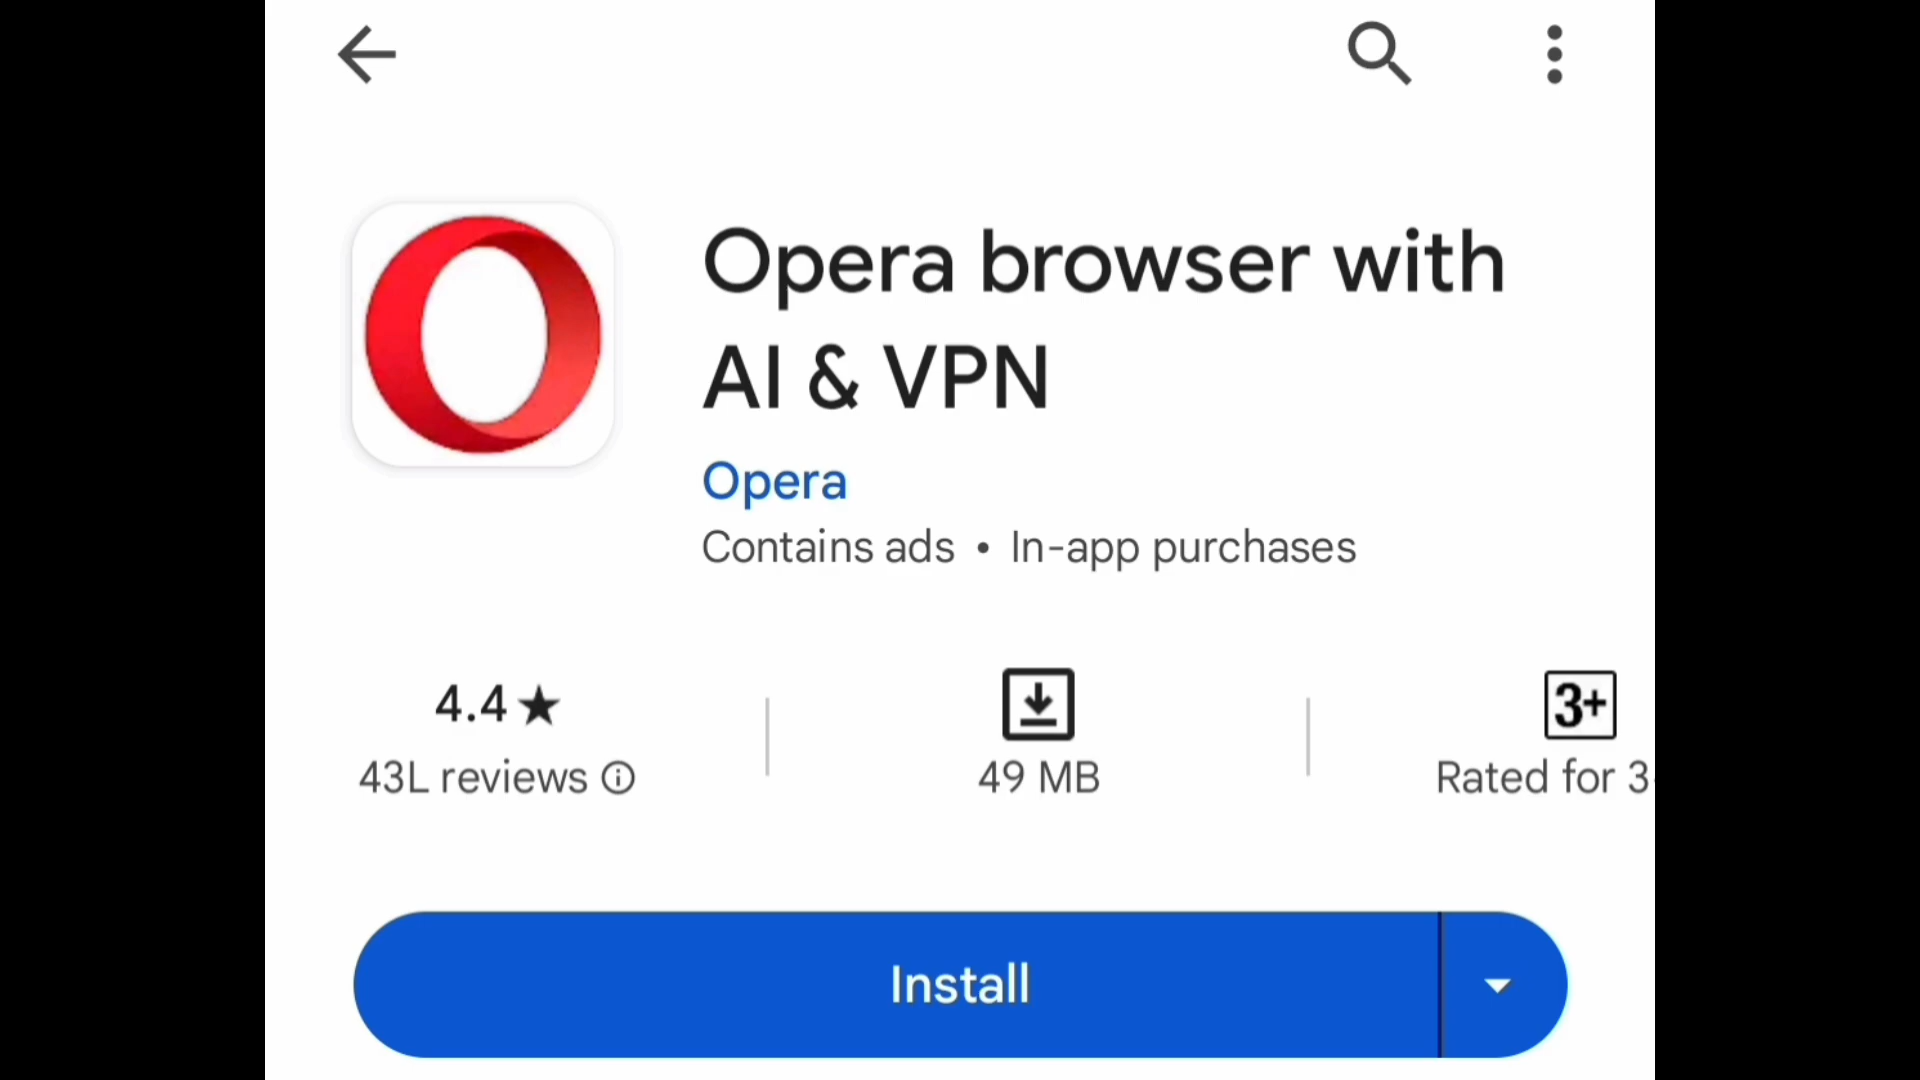 Opera browser with
AI & VPN
Opera
Contains ads • In-app purchases
4.4★
43L reviews
49 MB
3+
Rated for 3
Install